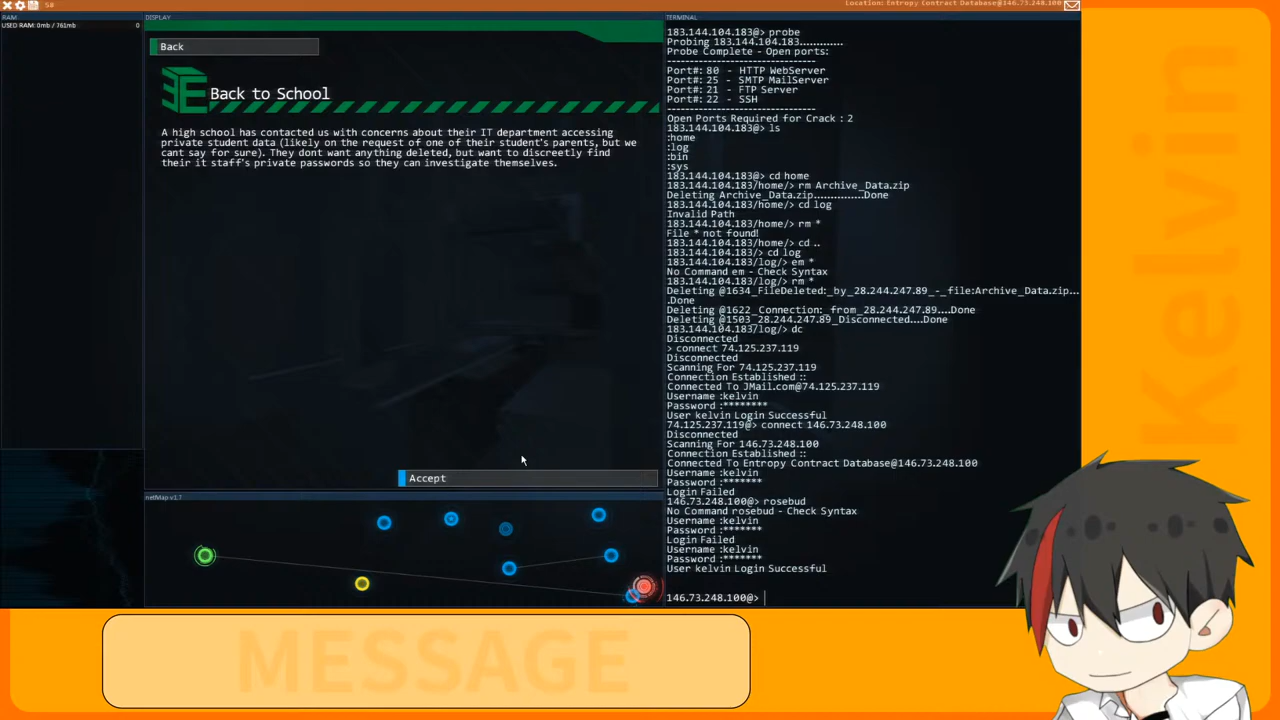 Location: Entropy Contract Database@146.73.248.100
RAM
USED RAM: 0mb / 761mb
0
DISPLAY
Back
Back to School
A high school has contacted us with concerns about their IT department accessing
private student data (likely on the request of one of their student's parents, but we
cant say for sure). They dont want anything deleted, but want to discreetly find
their it staff's private passwords so they can investigate themselves.
Accept
netMap v1.7
TERMINAL
183.144.104.183@> probe
Probing 183.144.104.183.............
Probe Complete - Open ports:
---------------------------------
Port#: 80 - HTTP WebServer
Port#: 25 - SMTP MailServer
Port#: 21 - FTP Server
Port#: 22 - SSH
---------------------------------
Open Ports Required for Crack : 2
183.144.104.183@> ls
:home
:log
:bin
:sys
183.144.104.183@> cd home
183.144.104.183/home/> rm Archive_Data.zip
Deleting Archive_Data.zip..............Done
183.144.104.183/home/> cd log
Invalid Path
183.144.104.183/home/> rm *
File * not found!
183.144.104.183/home/> cd ..
183.144.104.183@> cd log
183.144.104.183/log/> em *
No Command em - Check Syntax
183.144.104.183/log/> rm *
Deleting @1634_FileDeleted:_by_28.244.247.89_-_file:Archive_Data.zip...
.Done
Deleting @1622_Connection:_from_28.244.247.89....Done
Deleting @1503_28.244.247.89_Disconnected....Done
183.144.104.183/log/> dc
Disconnected
> connect 74.125.237.119
Disconnected
Scanning For 74.125.237.119
Connection Established ::
Connected To JMail.com@74.125.237.119
Username :kelvin
Password :********
User kelvin Login Successful
74.125.237.119@> connect 146.73.248.100
Disconnected
Scanning For 146.73.248.100
Connection Established ::
Connected To Entropy Contract Database@146.73.248.100
Username :kelvin
Password :*******
Login Failed
146.73.248.100@> rosebud
No Command rosebud - Check Syntax
Username :kelvin
Password :*******
Login Failed
Username :kelvin
Password :*******
User kelvin Login Successful
146.73.248.100@>
Kelvin
MESSAGE